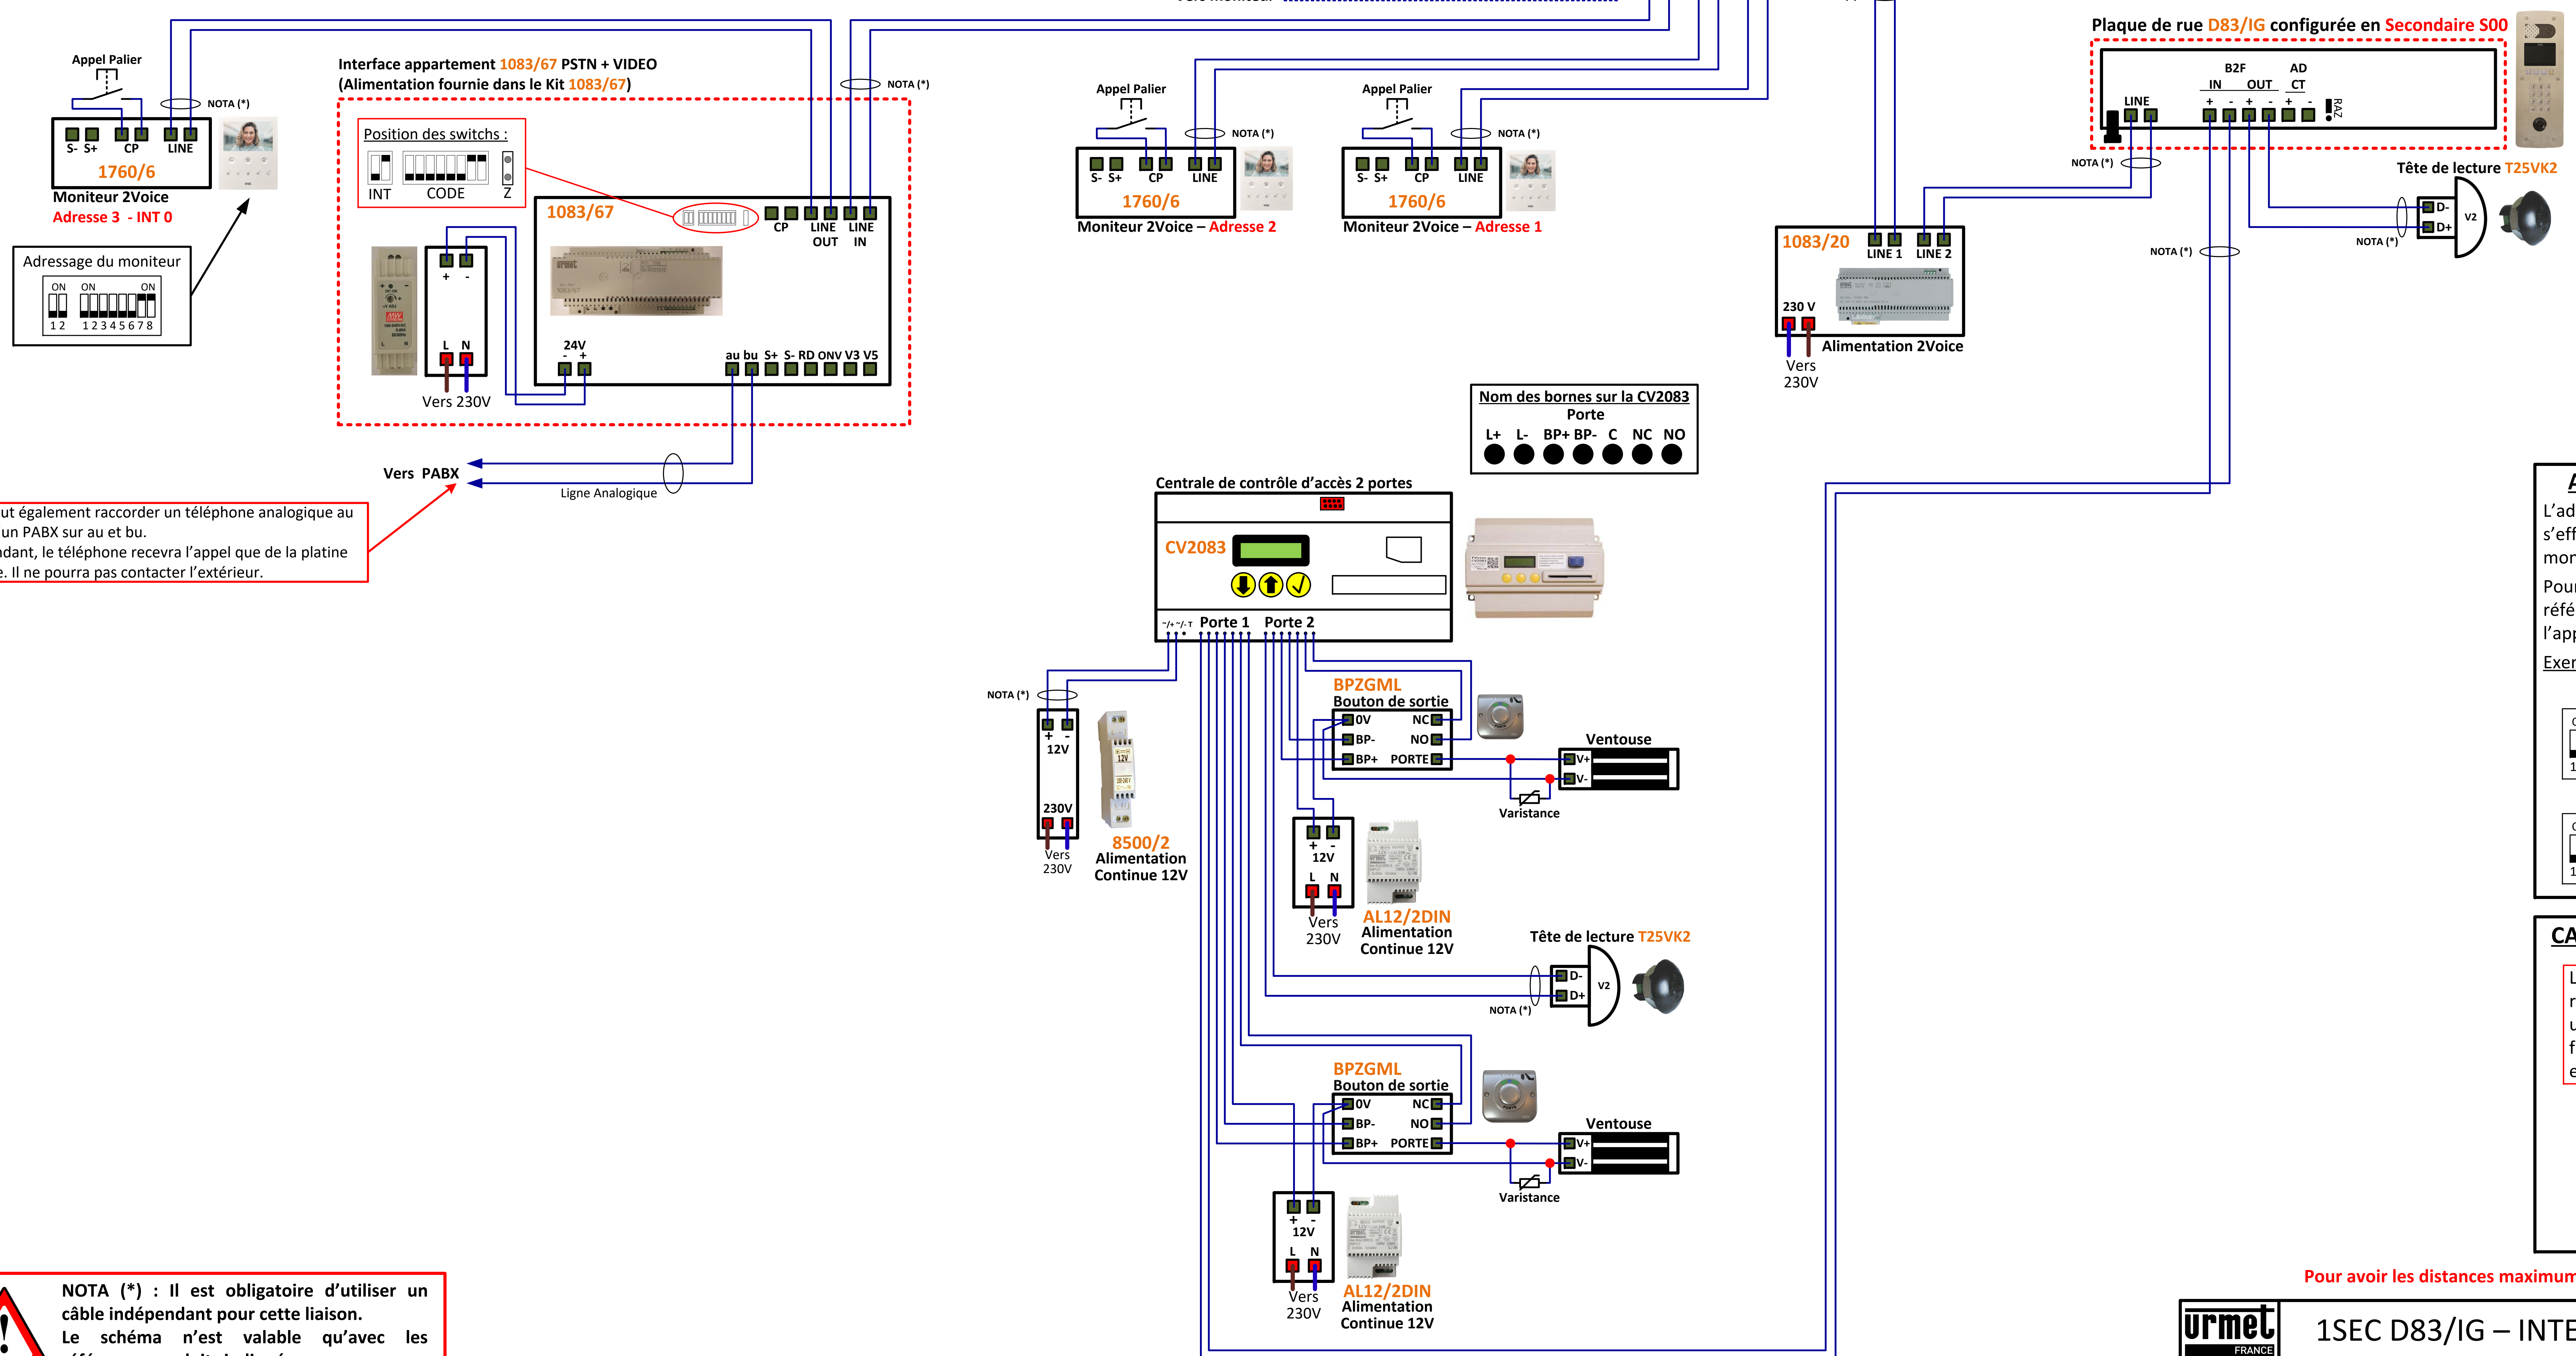 Vers moniteur
Plaque de rue D83/IG configurée en Secondaire S00
B2F AD
IN OUT CT
+ - + - + -
LINE
RAZ
NOTA (*)
Tête de lecture T25VK2
D-
D+
V2
NOTA (*)
NOTA (*)
Appel Palier
NOTA (*)
S- S+ CP LINE
1760/6
Moniteur 2Voice
Adresse 3 - INT 0
Adressage du moniteur
ON ON ON
1 2 1 2 3 4 5 6 7 8
Interface appartement 1083/67 PSTN + VIDEO
(Alimentation fournie dans le Kit 1083/67)
NOTA (*)
Position des switchs :
INT CODE Z
1083/67
CP LINE LINE
OUT IN
+ -
L N
Vers 230V
24V
- +
au bu S+ S- RD ONV V3 V5
Vers PABX
Ligne Analogique
ut également raccorder un téléphone analogique au
un PABX sur au et bu.
ndant, le téléphone recevra l'appel que de la platine
e. Il ne pourra pas contacter l'extérieur.
Appel Palier
NOTA (*)
S- S+ CP LINE
1760/6
Moniteur 2Voice – Adresse 2
Appel Palier
NOTA (*)
S- S+ CP LINE
1760/6
Moniteur 2Voice – Adresse 1
1083/20
LINE 1 LINE 2
230 V
Alimentation 2Voice
Vers
230V
Nom des bornes sur la CV2083
Porte
L+ L- BP+ BP- C NC NO
Centrale de contrôle d'accès 2 portes
CV2083
~/+ ~/- T Porte 1 Porte 2
NOTA (*)
+ -
12V
230V
Vers
230V
8500/2
Alimentation
Continue 12V
BPZGML
Bouton de sortie
0V NC
BP- NO
BP+ PORTE
Ventouse
V+
V-
Varistance
+ -
12V
L N
Vers
230V
AL12/2DIN
Alimentation
Continue 12V
Tête de lecture T25VK2
D-
D+
V2
NOTA (*)
BPZGML
Bouton de sortie
0V NC
BP- NO
BP+ PORTE
Ventouse
V+
V-
Varistance
+ -
12V
L N
Vers
230V
AL12/2DIN
Alimentation
Continue 12V
L'ad
s'eff
mon
Pour
réfé
l'app
Exer
CA
Pour avoir les distances maximum
NOTA (*) : Il est obligatoire d'utiliser un
câble indépendant pour cette liaison.
Le schéma n'est valable qu'avec les
urmet
FRANCE
1SEC D83/IG – INTE